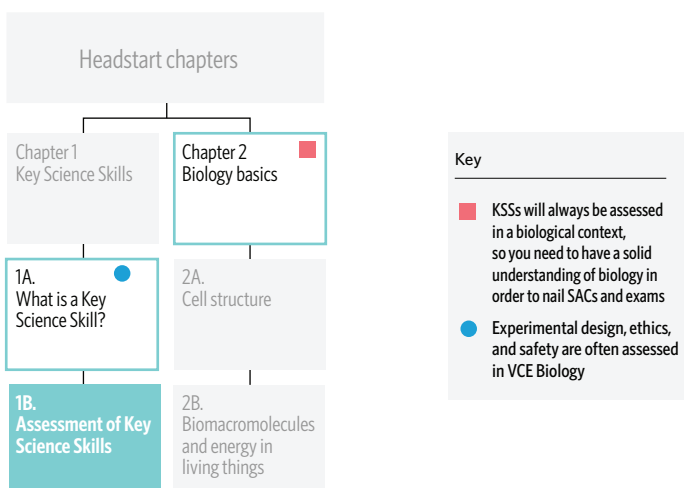 Headstart chapters
Chapter 1
Key Science Skills
Chapter 2
Biology basics
1A.
What is a Key
Science Skill?
2A.
Cell structure
1B.
Assessment of Key
Science Skills
2B.
Biomacromolecules
and energy in
living things
Key
KSSs will always be assessed
in a biological context,
so you need to have a solid
understanding of biology in
order to nail SACs and exams
Experimental design, ethics,
and safety are often assessed
in VCE Biology